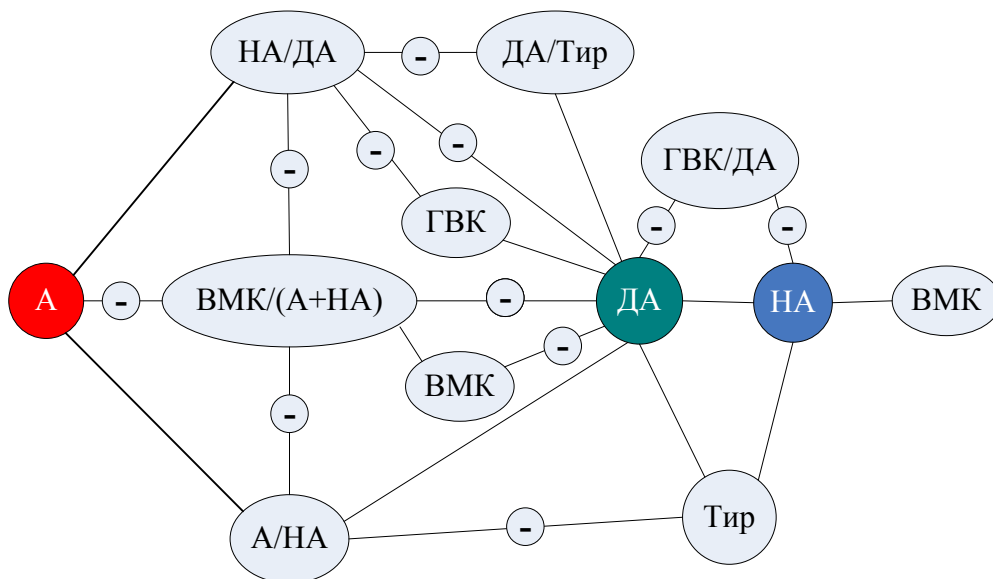 НА/ДА
-
ДА/Тир
-
-
-
ГВК/ДА
ГВК
-
-
А
-
ВМК/(А+НА)
-
ДА
НА
ВМК
-
ВМК
-
А/НА
-
Тир